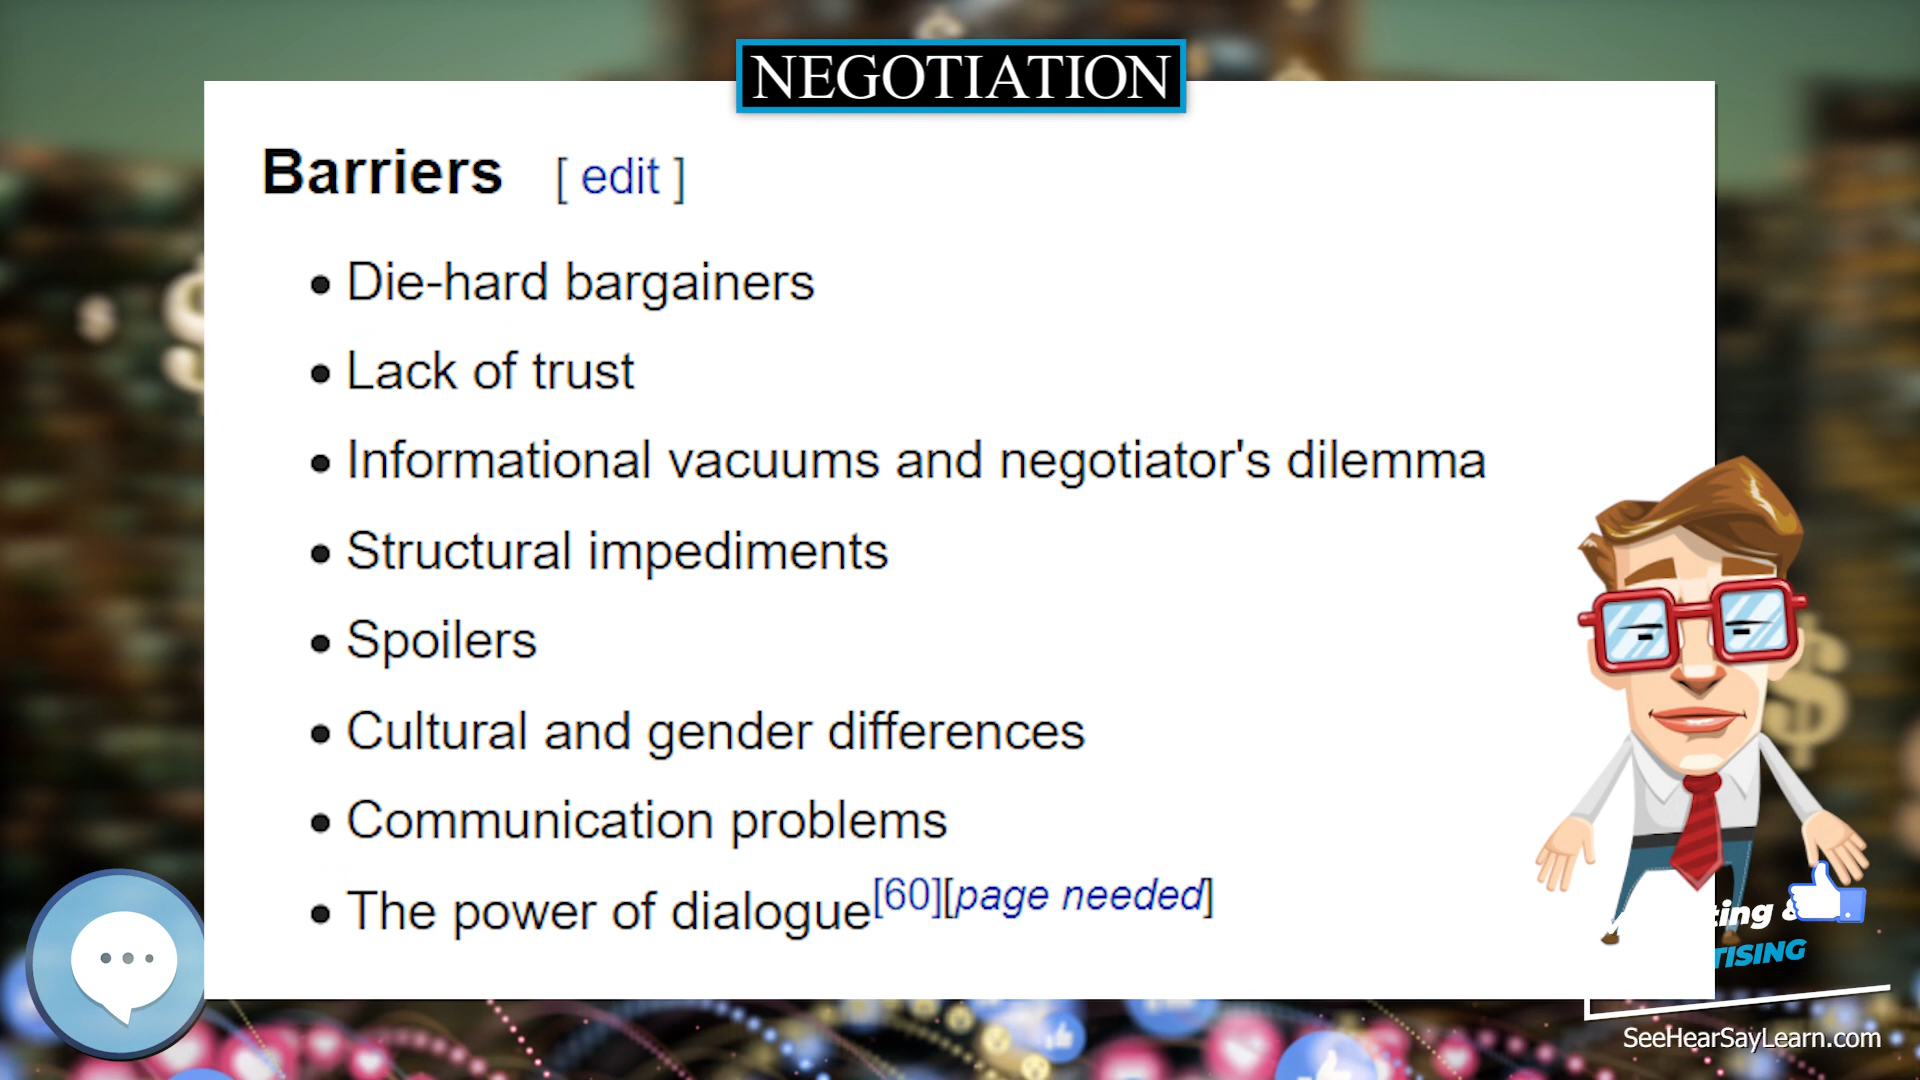 NEGOTIATION
Barriers [ edit ]
• Die-hard bargainers
• Lack of trust
• Informational vacuums and negotiator's dilemma
• Structural impediments
• Spoilers
• Cultural and gender differences
• Communication problems
• The power of dialogue[60][page needed]
SeeHearSayLearn.com